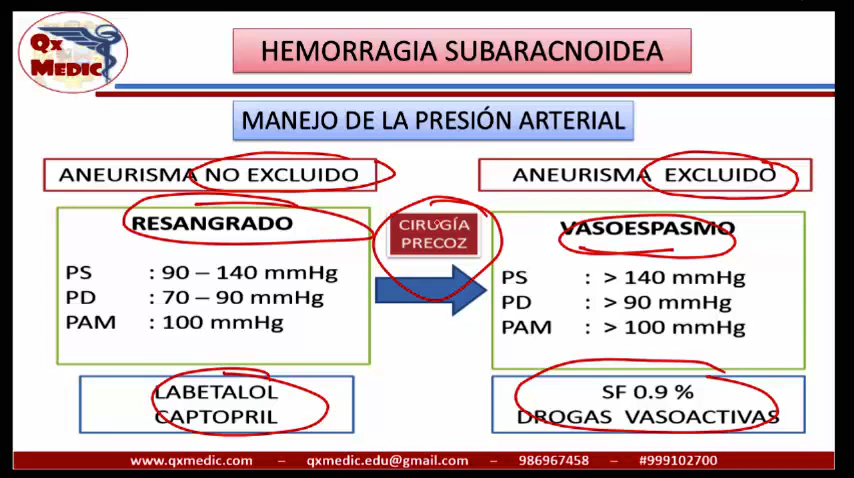 Qx
MEDIC
HEMORRAGIA SUBARACNOIDEA
MANEJO DE LA PRESIÓN ARTERIAL
ANEURISMA NO EXCLUIDO
RESANGRADO
PS : 90 – 140 mmHg
PD : 70 – 90 mmHg
PAM : 100 mmHg
LABETALOL
CAPTOPRIL
CIRUGÍA
PRECOZ
ANEURISMA EXCLUIDO
VASOESPASMO
PS : > 140 mmHg
PD : > 90 mmHg
PAM : > 100 mmHg
SF 0.9 %
DROGAS VASOACTIVAS
www.qxmedic.com – qxmedic.edu@gmail.com – 986967458 – #999102700